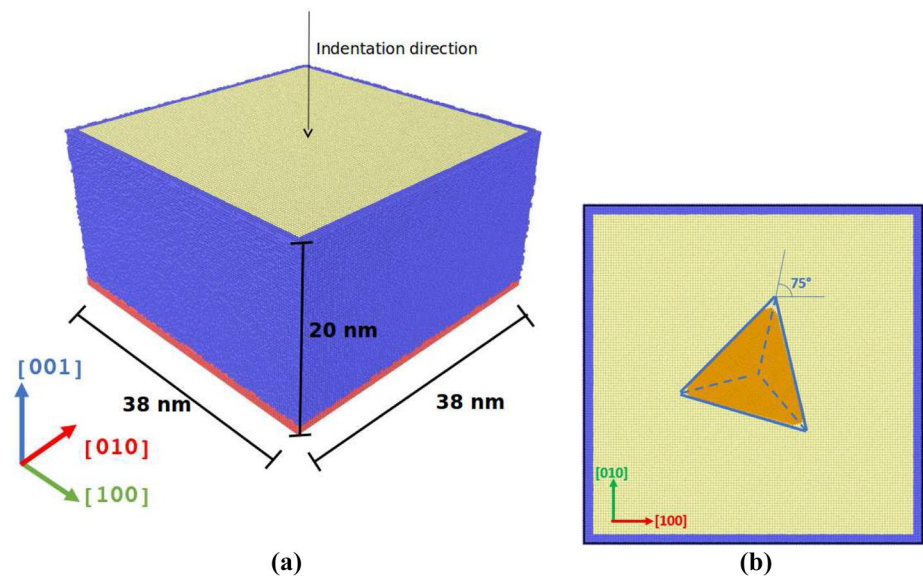 Indentation direction
20 nm
38 nm
38 nm
[001]
[010]
[100]
(a)
75°
[010]
[100]
(b)